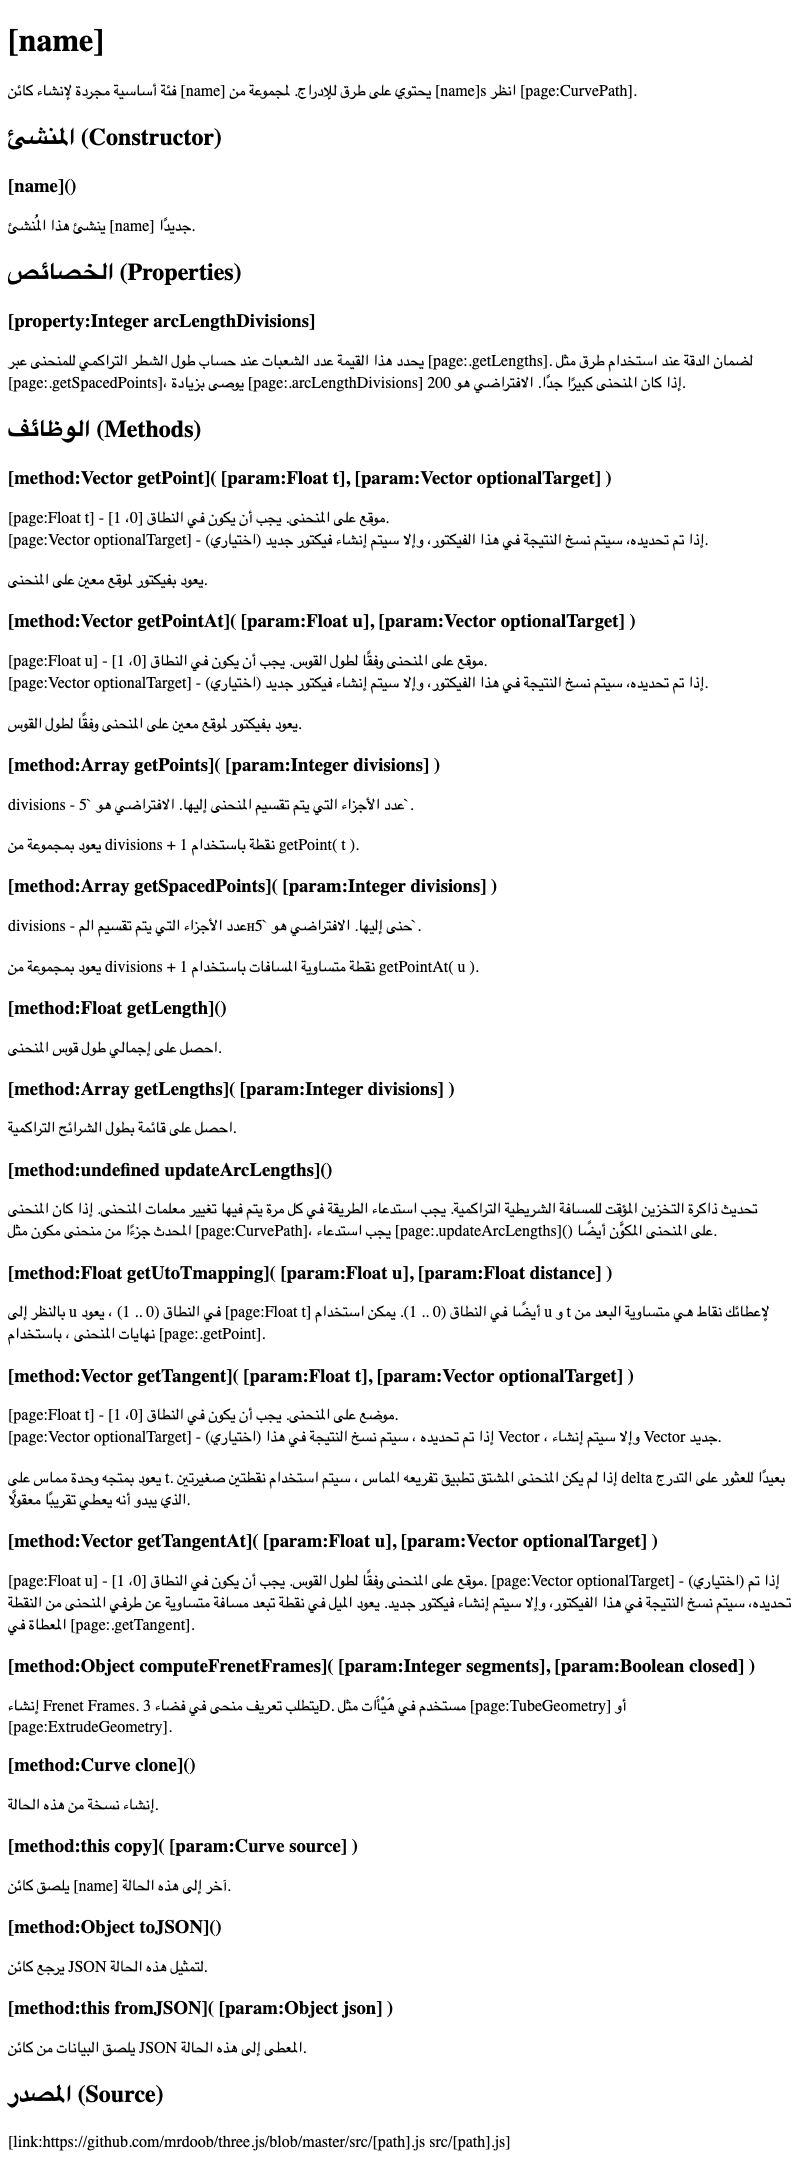 [name]
فئة أساسية مجردة لإنشاء كائن [name] يحتوي على طرق للإدراج. لمجموعة من [name]s انظر [page:CurvePath].
المنشئ (Constructor)
[name]()
ينشئ هذا المُنشئ [name] جديدًا.
الخصائص (Properties)
[property:Integer arcLengthDivisions]
يحدد هذا القيمة عدد الشعبات عند حساب طول الشطر التراكمي للمنحنى عبر [page:.getLengths]. لضمان الدقة عند استخدام طرق مثل
[page:.getSpacedPoints]، يوصى بزيادة [page:.arcLengthDivisions] إذا كان المنحنى كبيرًا جدًا. الافتراضي هو 200.
الوظائف (Methods)
[method:Vector getPoint]( [param:Float t], [param:Vector optionalTarget] )
[page:Float t] - موقع على المنحنى. يجب أن يكون في النطاق [0، 1].
[page:Vector optionalTarget] - (اختياري) إذا تم تحديده، سيتم نسخ النتيجة في هذا الفيكتور، وإلا سيتم إنشاء فيكتور جديد.
يعود بفيكتور لموقع معين على المنحنى.
[method:Vector getPointAt]( [param:Float u], [param:Vector optionalTarget] )
[page:Float u] - موقع على المنحنى وفقًا لطول القوس. يجب أن يكون في النطاق [0، 1].
[page:Vector optionalTarget] - (اختياري) إذا تم تحديده، سيتم نسخ النتيجة في هذا الفيكتور، وإلا سيتم إنشاء فيكتور جديد.
يعود بفيكتور لموقع معين على المنحنى وفقًا لطول القوس.
[method:Array getPoints]( [param:Integer divisions] )
divisions - عدد الأجزاء التي يتم تقسيم المنحنى إليها. الافتراضي هو `5`.
يعود بمجموعة من divisions + 1 نقطة باستخدام getPoint( t ).
[method:Array getSpacedPoints]( [param:Integer divisions] )
divisions - عدد الأجزاء التي يتم تقسيم المнحنى إليها. الافتراضي هو `5`.
يعود بمجموعة من divisions + 1 نقطة متساوية المسافات باستخدام getPointAt( u ).
[method:Float getLength]()
احصل على إجمالي طول قوس المنحنى.
[method:Array getLengths]( [param:Integer divisions] )
احصل على قائمة بطول الشرائح التراكمية.
[method:undefined updateArcLengths]()
تحديث ذاكرة التخزين المؤقت للمسافة الشريطية التراكمية. يجب استدعاء الطريقة في كل مرة يتم فيها تغيير معلمات المنحنى. إذا كان المنحنى
المحدث جزءًا من منحنى مكون مثل [page:CurvePath]، يجب استدعاء [page:.updateArcLengths]() على المنحنى المكوَّن أيضًا.
[method:Float getUtoTmapping]( [param:Float u], [param:Float distance] )
بالنظر إلى u في النطاق (0 .. 1) ، يعود [page:Float t] أيضًا في النطاق (0 .. 1). يمكن استخدام u و t لإعطائك نقاط هي متساوية البعد من
نهايات المنحنى ، باستخدام [page:.getPoint].
[method:Vector getTangent]( [param:Float t], [param:Vector optionalTarget] )
[page:Float t] - موضع على المنحنى. يجب أن يكون في النطاق [0، 1].
[page:Vector optionalTarget] - (اختياري) إذا تم تحديده ، سيتم نسخ النتيجة في هذا Vector ، وإلا سيتم إنشاء Vector جديد.
يعود بمتجه وحدة مماس على t. إذا لم يكن المنحنى المشتق تطبيق تفريعه الماس ، سيتم استخدام نقطتين صغيرتين delta بعيدًا للعثور على التدرج
الذي يبدو أنه يعطي تقريبًا معقولًا.
[method:Vector getTangentAt]( [param:Float u], [param:Vector optionalTarget] )
[page:Float u] - موقع على المنحنى وفقًا لطول القوس. يجب أن يكون في النطاق [0، 1]. [page:Vector optionalTarget] - (اختياري) إذا تم
تحديده، سيتم نسخ النتيجة في هذا الفيكتور، وإلا سيتم إنشاء فيكتور جديد. يعود الميل في نقطة تبعد مسافة متساوية عن طرفي المنحنى من النقطة
المعطاة في [page:.getTangent].
[method:Object computeFrenetFrames]( [param:Integer segments], [param:Boolean closed] )
إنشاء Frenet Frames. يتطلب تعريف منحى في فضاء 3D. مستخدم في هَيْأَات مثل [page:TubeGeometry] أو
[page:ExtrudeGeometry].
[method:Curve clone]()
إنشاء نسخة من هذه الحالة.
[method:this copy]( [param:Curve source] )
يلصق كائن [name] آخر إلى هذه الحالة.
[method:Object toJSON]()
يرجع كائن JSON لتمثيل هذه الحالة.
[method:this fromJSON]( [param:Object json] )
يلصق البيانات من كائن JSON المعطى إلى هذه الحالة.
المصدر (Source)
[link:https://github.com/mrdoob/three.js/blob/master/src/[path].js src/[path].js]